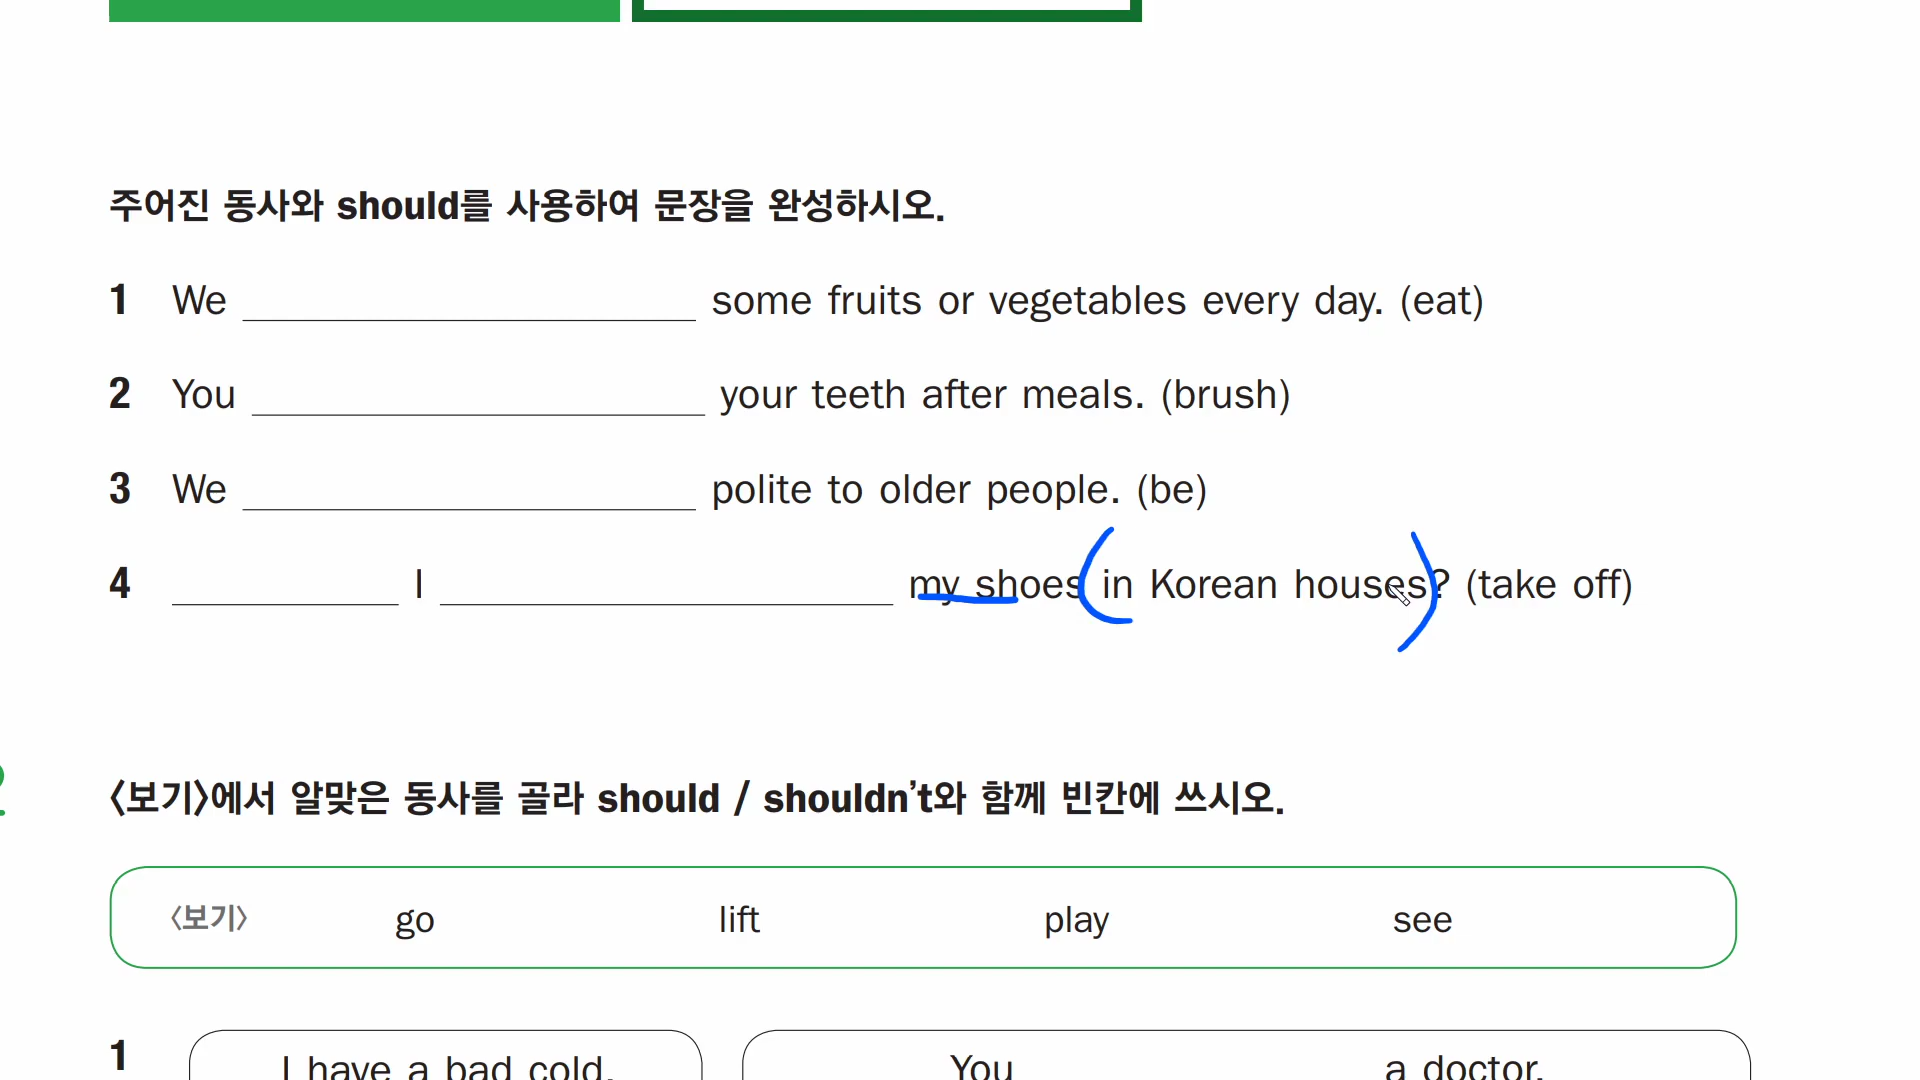 주어진 동사와 should를 사용하여 문장을 완성하시오.
1 We ____________ some fruits or vegetables every day. (eat)
2 You ____________ your teeth after meals. (brush)
3 We ____________ polite to older people. (be)
4 ______ I ____________ my shoes in Korean houses? (take off)
〈보기〉에서 알맞은 동사를 골라 should / shouldn’t와 함께 빈칸에 쓰시오.
〈보기〉 go lift play see
1 I have a bad cold. You a doctor.